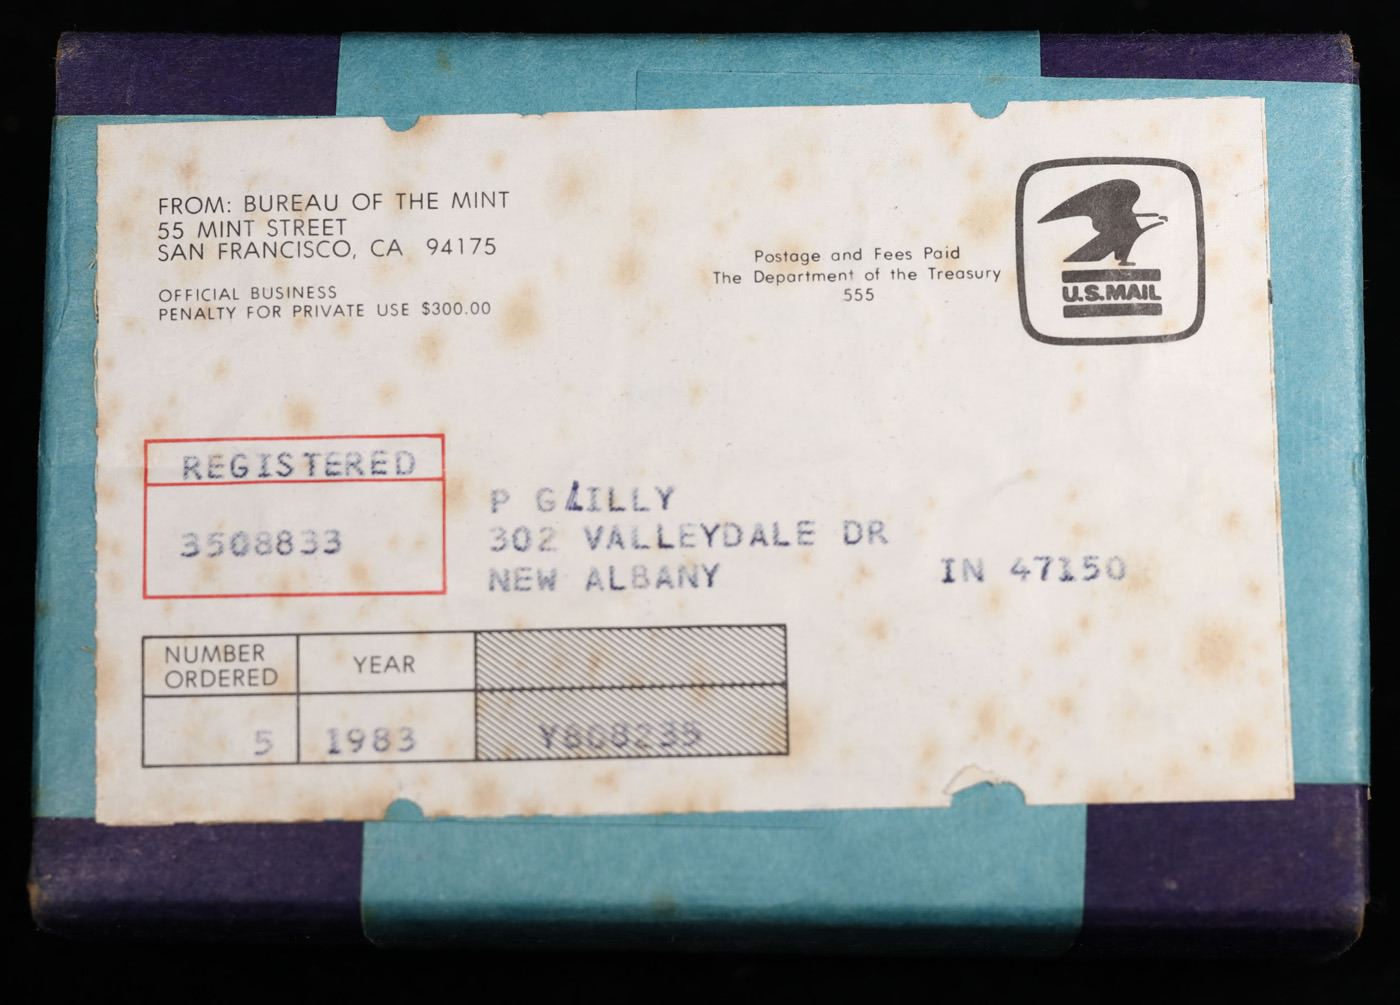 FROM: BUREAU OF THE MINT
55 MINT STREET
SAN FRANCISCO, CA 94175
OFFICIAL BUSINESS
PENALTY FOR PRIVATE USE $300.00
Postage and Fees Paid
The Department of the Treasury
555
U.S.MAIL
REGISTERED
3508833
P GLILLY
302 VALLEYDALE DR
NEW ALBANY IN 47150
NUMBER ORDERED
YEAR
5 1983 Y808235